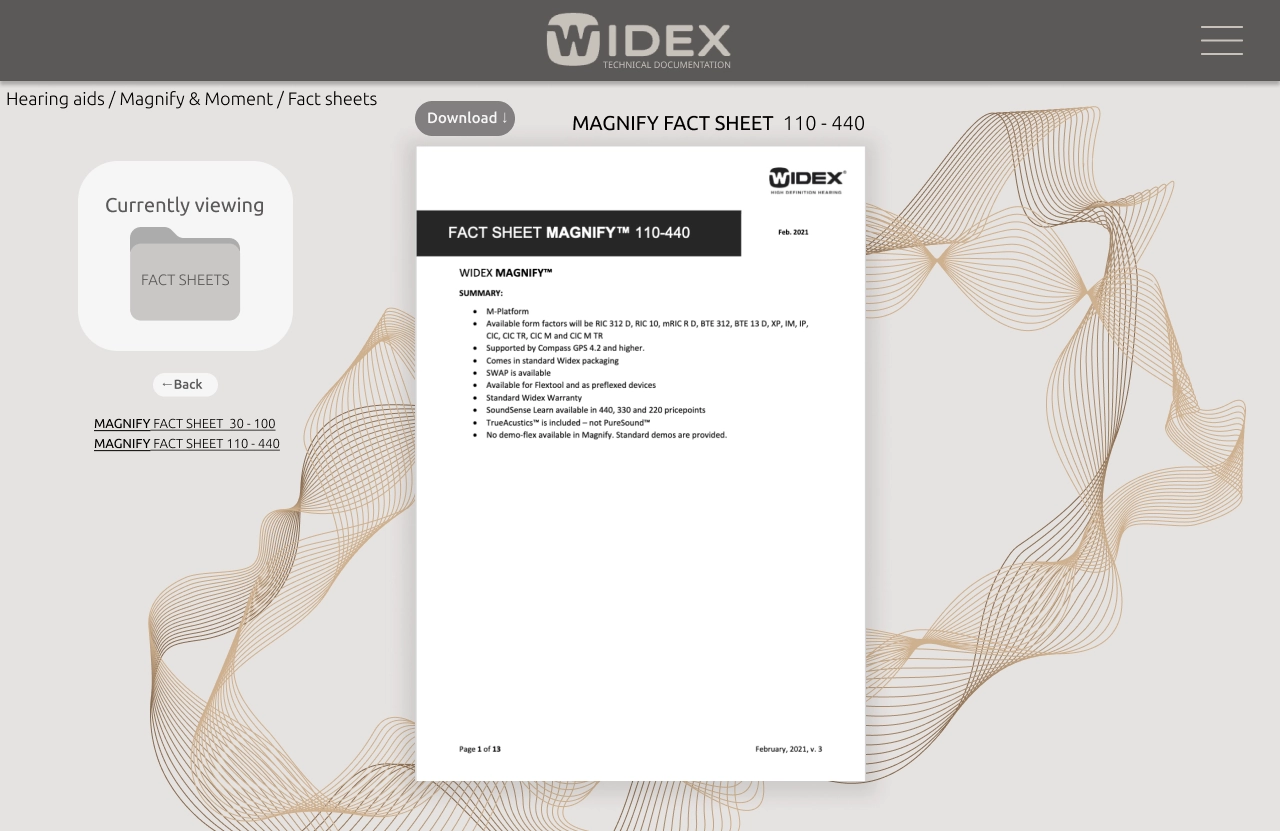 WIDEX
TECHNICAL DOCUMENTATION
Hearing aids / Magnify & Moment / Fact sheets
Download ↓
MAGNIFY FACT SHEET 110 - 440
Currently viewing
FACT SHEETS
←Back
MAGNIFY FACT SHEET 30 - 100
MAGNIFY FACT SHEET 110 - 440
WIDEX®
HIGH DEFINITION HEARING
FACT SHEET MAGNIFY™ 110-440
Feb. 2021
WIDEX MAGNIFY™
SUMMARY:
• M-Platform
• Available form factors will be RIC 312 D, RIC 10, mRIC R D, BTE 312, BTE 13 D, XP, IM, IP,
CIC, CIC TR, CIC M and CIC M TR
• Supported by Compass GPS 4.2 and higher.
• Comes in standard Widex packaging
• SWAP is available
• Available for Flextool and as preflexed devices
• Standard Widex Warranty
• SoundSense Learn available in 440, 330 and 220 pricepoints
• TrueAcustics™ is included – not PureSound™
• No demo-flex available in Magnify. Standard demos are provided.
Page 1 of 13
February, 2021, v. 3